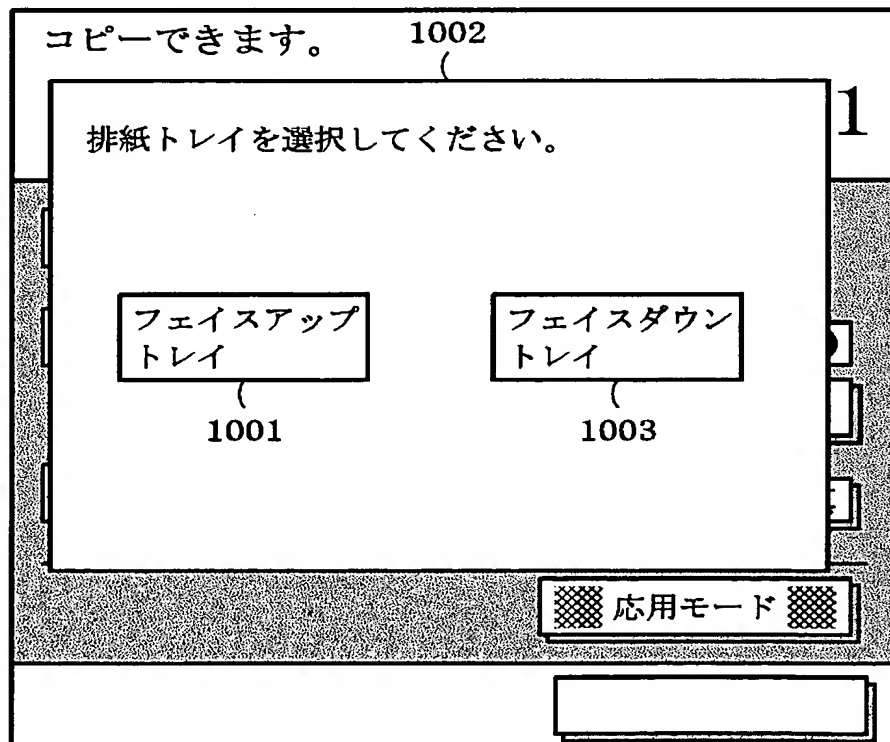 コピーできます。
1002
1
排紙トレイを選択してください。
フェイスアップ
トレイ
フェイスダウン
トレイ
1001
1003
応用モード